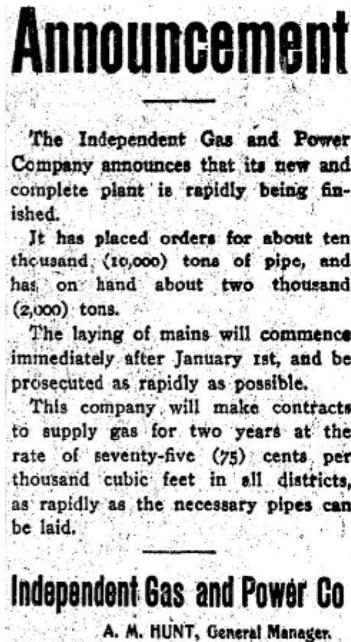 Announcement
The Independent Gas and Power
Company announces that its new and
complete plant is rapidly being fin-
ished.
It has placed orders for about ten
thousand (10,000) tons of pipe, and
has on hand about two thousand
(2,000) tons.
The laying of mains will commence
immediately after January 1st, and be
prosecuted as rapidly as possible.
This company will make contracts
to supply gas for two years at the
rate of seventy-five (75) cents per
thousand cubic feet in all districts,
as rapidly as the necessary pipes can
be laid.
Independent Gas and Power Co
A. M. HUNT, General Manager.